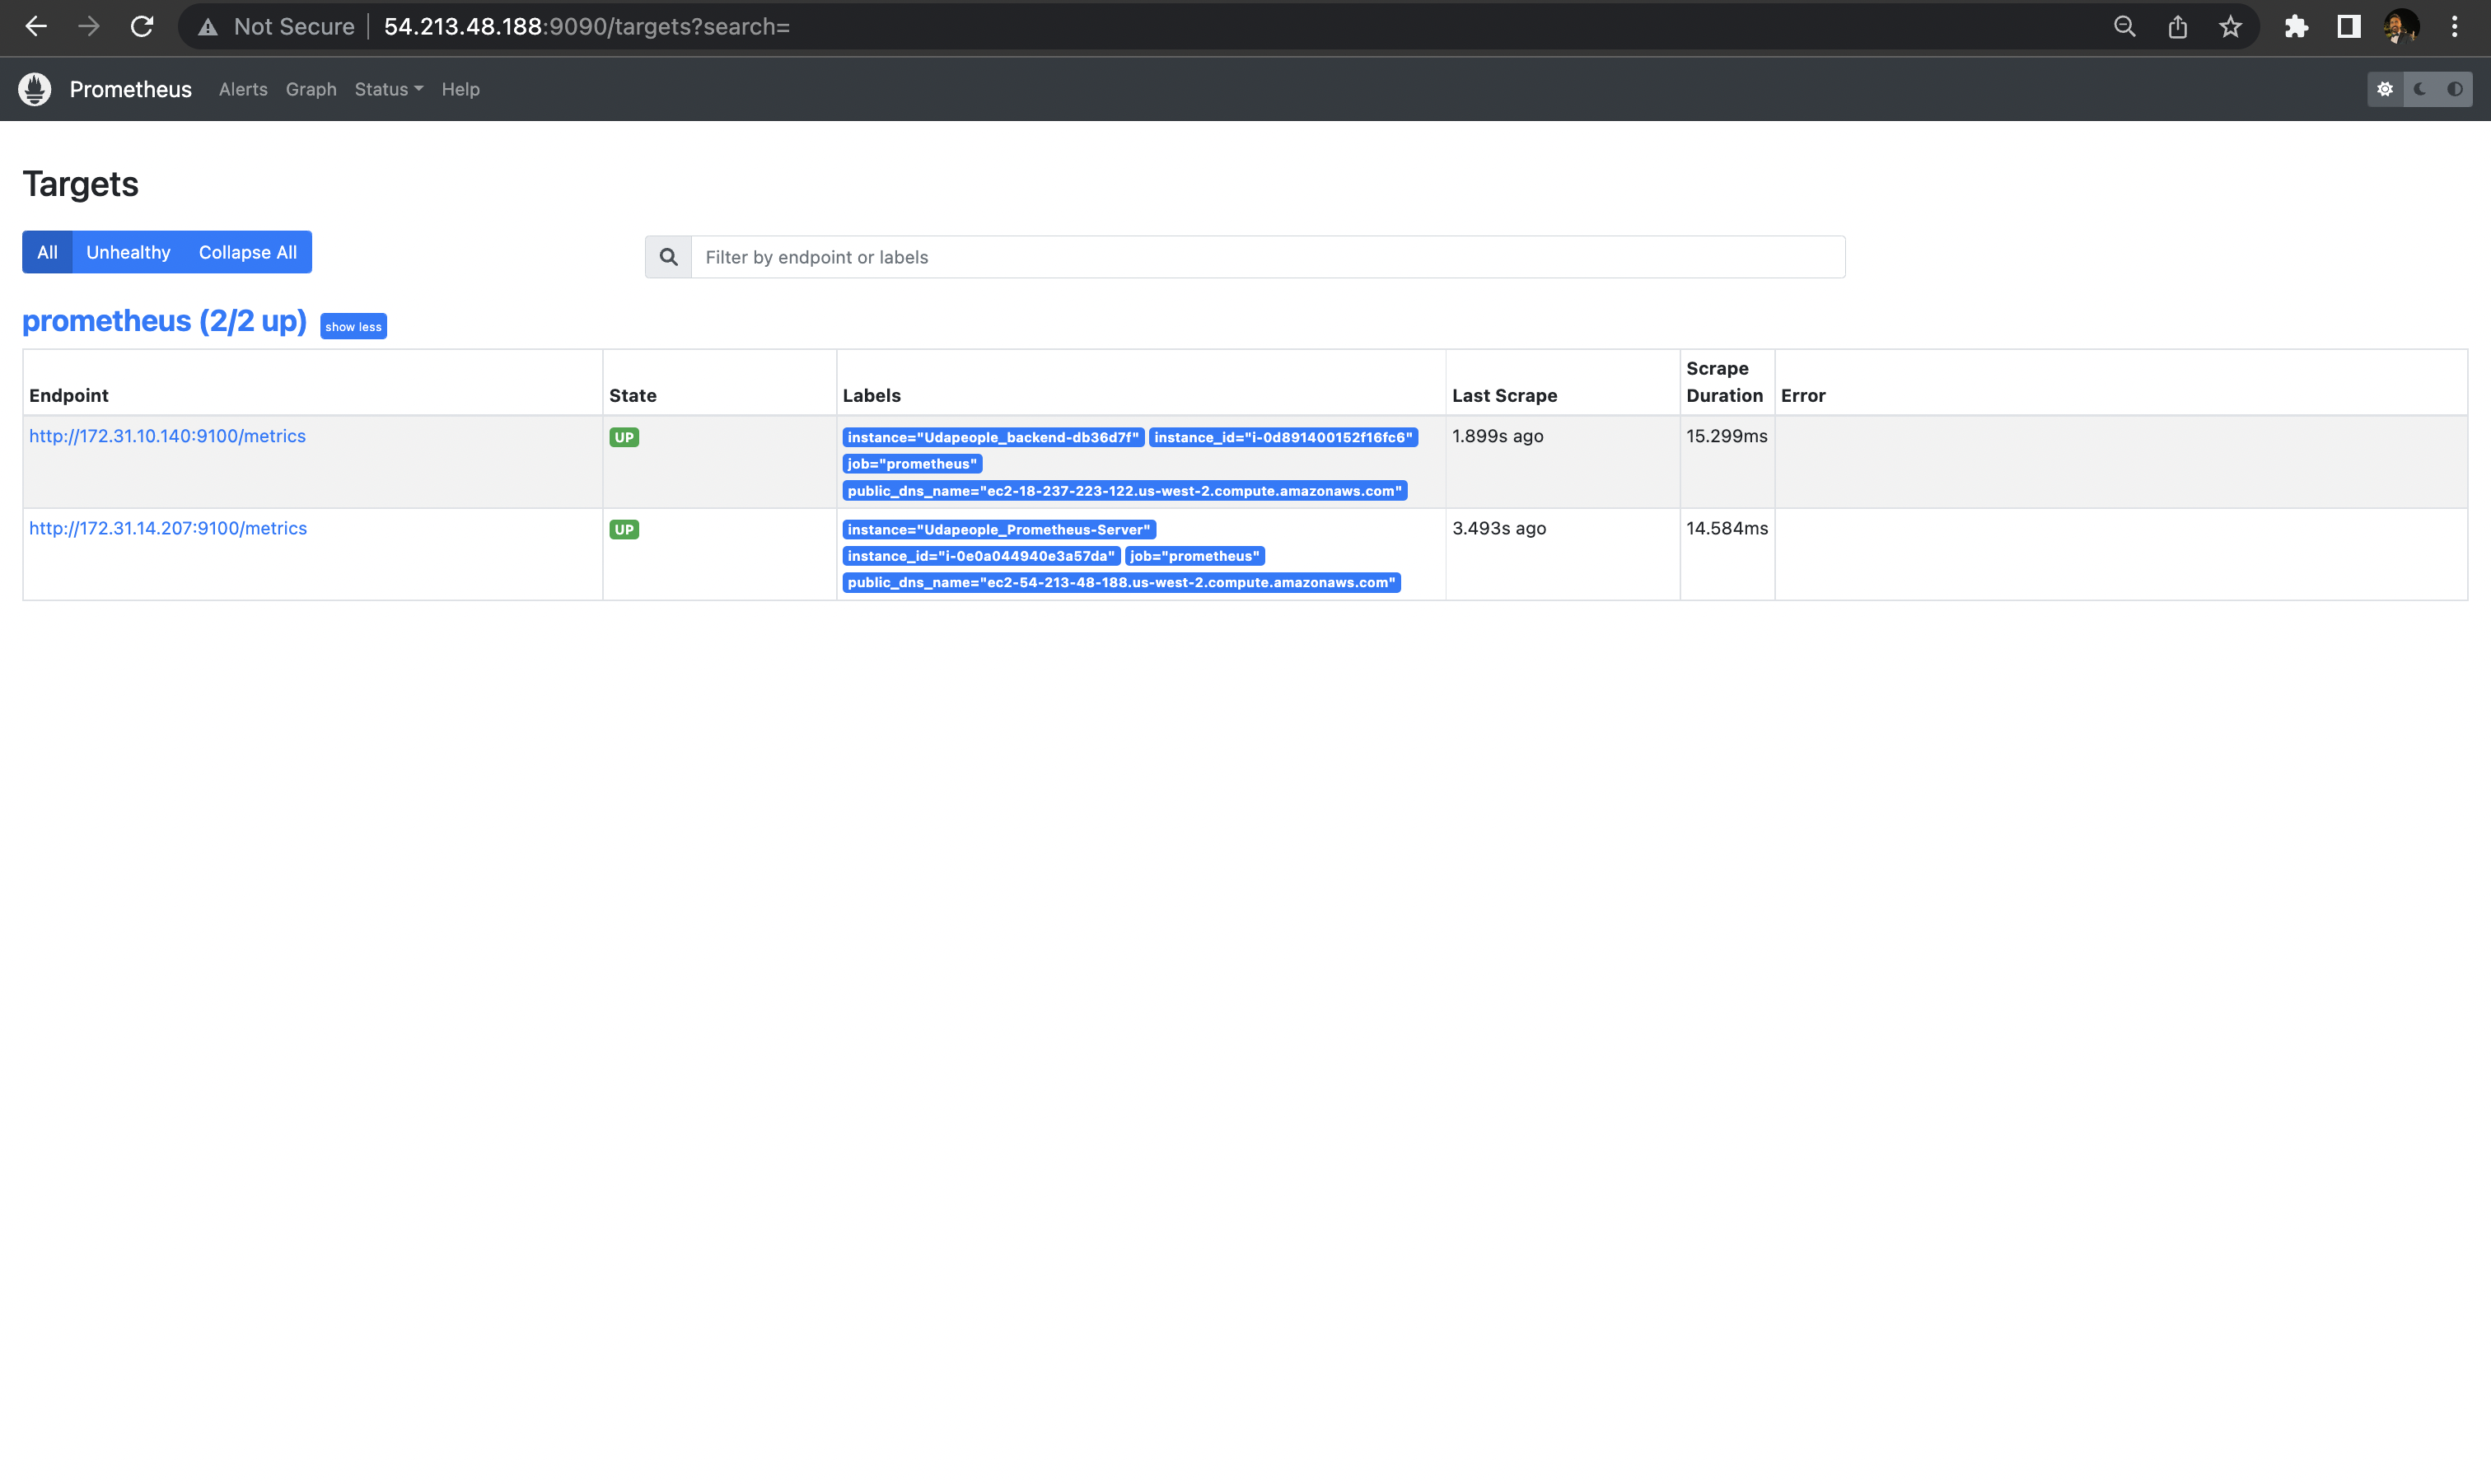 Not Secure 54.213.48.188:9090/targets?search=
Prometheus Alerts Graph Status Help
Targets
All Unhealthy Collapse All
Filter by endpoint or labels
prometheus (2/2 up) show less
Endpoint State Labels Last Scrape Scrape Duration Error
http://172.31.10.140:9100/metrics UP instance="Udapeople_backend-db36d7f" instance_id="i-0d891400152f16fc6" 1.899s ago 15.299ms
job="prometheus"
public_dns_name="ec2-18-237-223-122.us-west-2.compute.amazonaws.com"
http://172.31.14.207:9100/metrics UP instance="Udapeople_Prometheus-Server" 3.493s ago 14.584ms
instance_id="i-0e0a044940e3a57da" job="prometheus"
public_dns_name="ec2-54-213-48-188.us-west-2.compute.amazonaws.com"